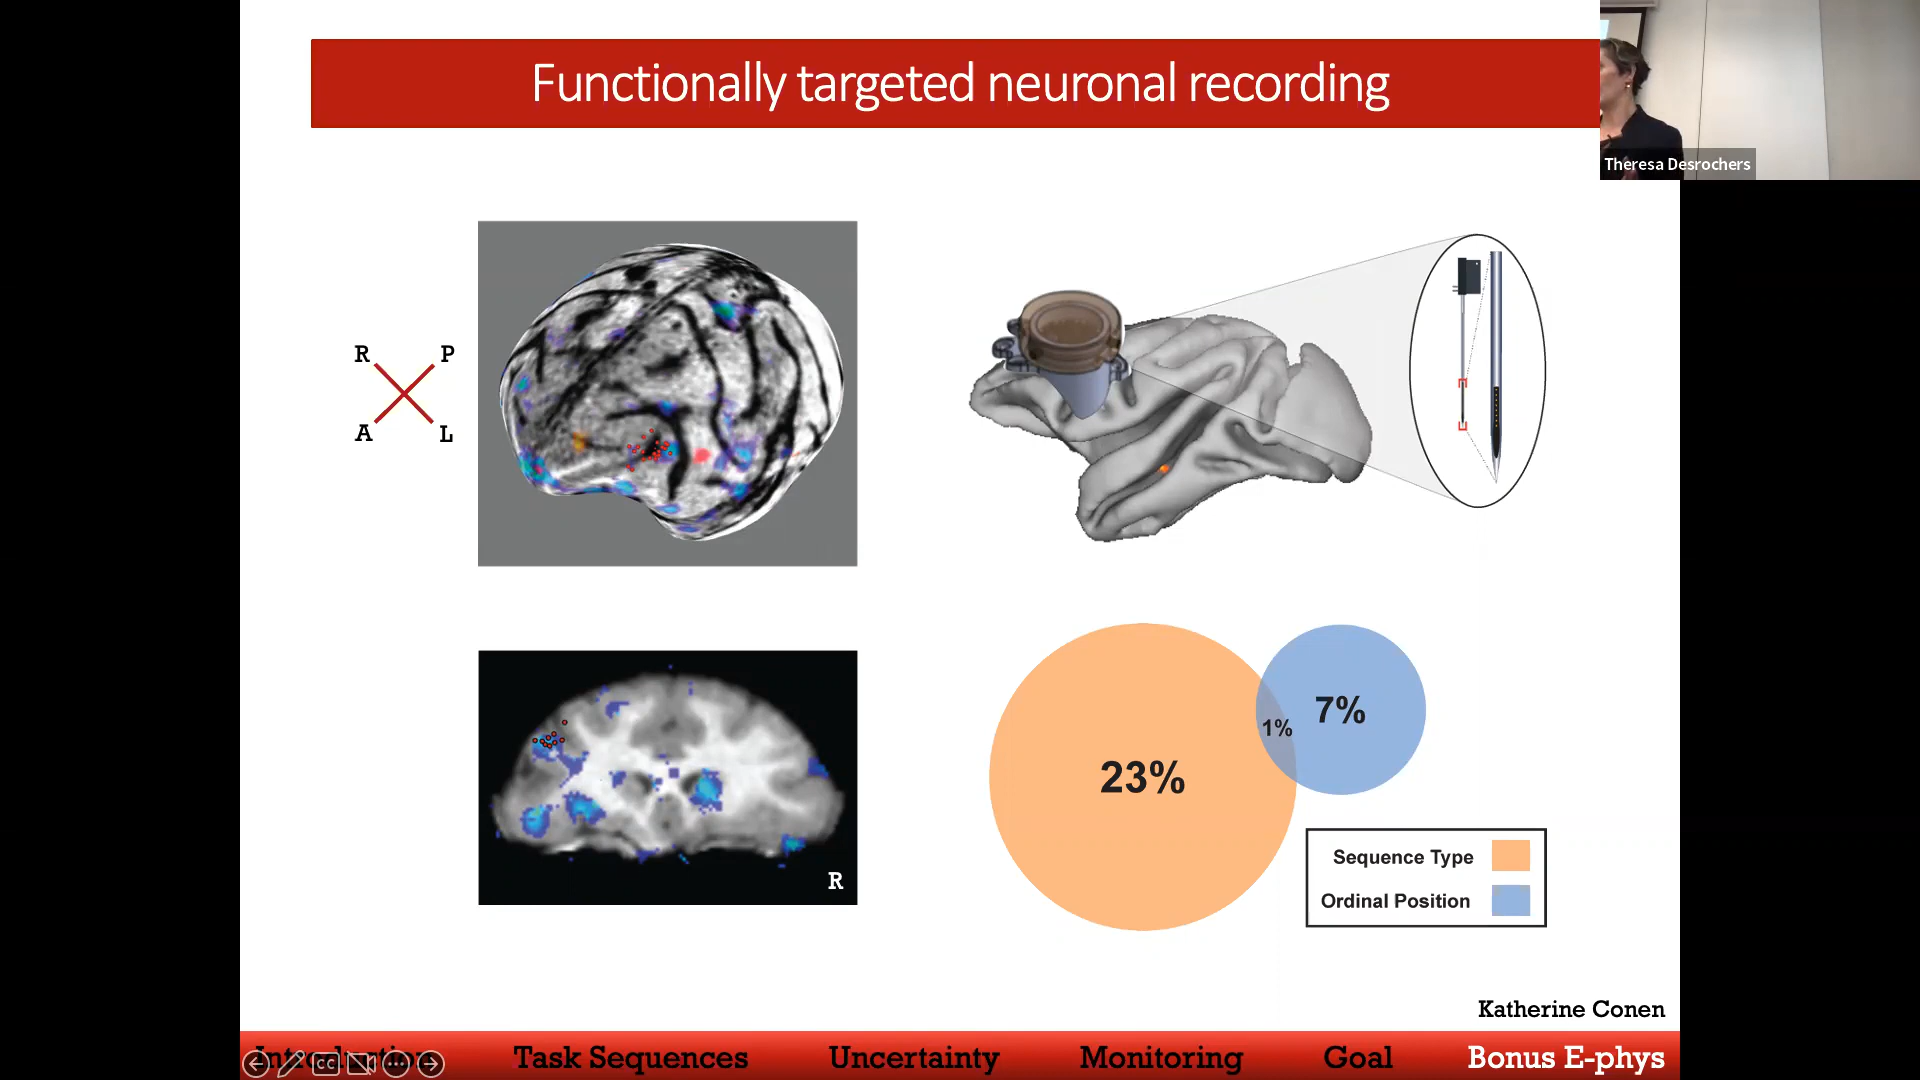 Functionally targeted neuronal recording
Theresa Desrochers
R
P
A
L
23%
1%
7%
Sequence Type
Ordinal Position
R
Katherine Conen
Introduction
Task Sequences
Uncertainty
Monitoring
Goal
Bonus E-phys
CC